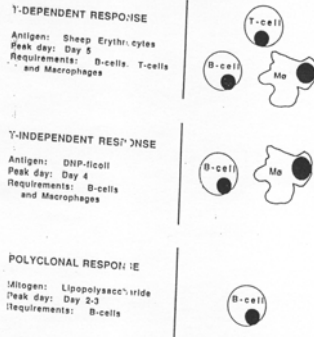 T-DEPENDENT RESPONSE
Antigen: Sheep Erythrocytes
Peak day: Day 5
Requirements: B-cells, T-cells
and Macrophages
T-cell
B-cell
Mø
T-INDEPENDENT RESPONSE
Antigen: DNP-ficoll
Peak day: Day 4
Requirements: B-cells
and Macrophages
B-cell
Mø
POLYCLONAL RESPONSE
Mitogen: Lipopolysaccharide
Peak day: Day 2-3
Requirements: B-cells
B-cell